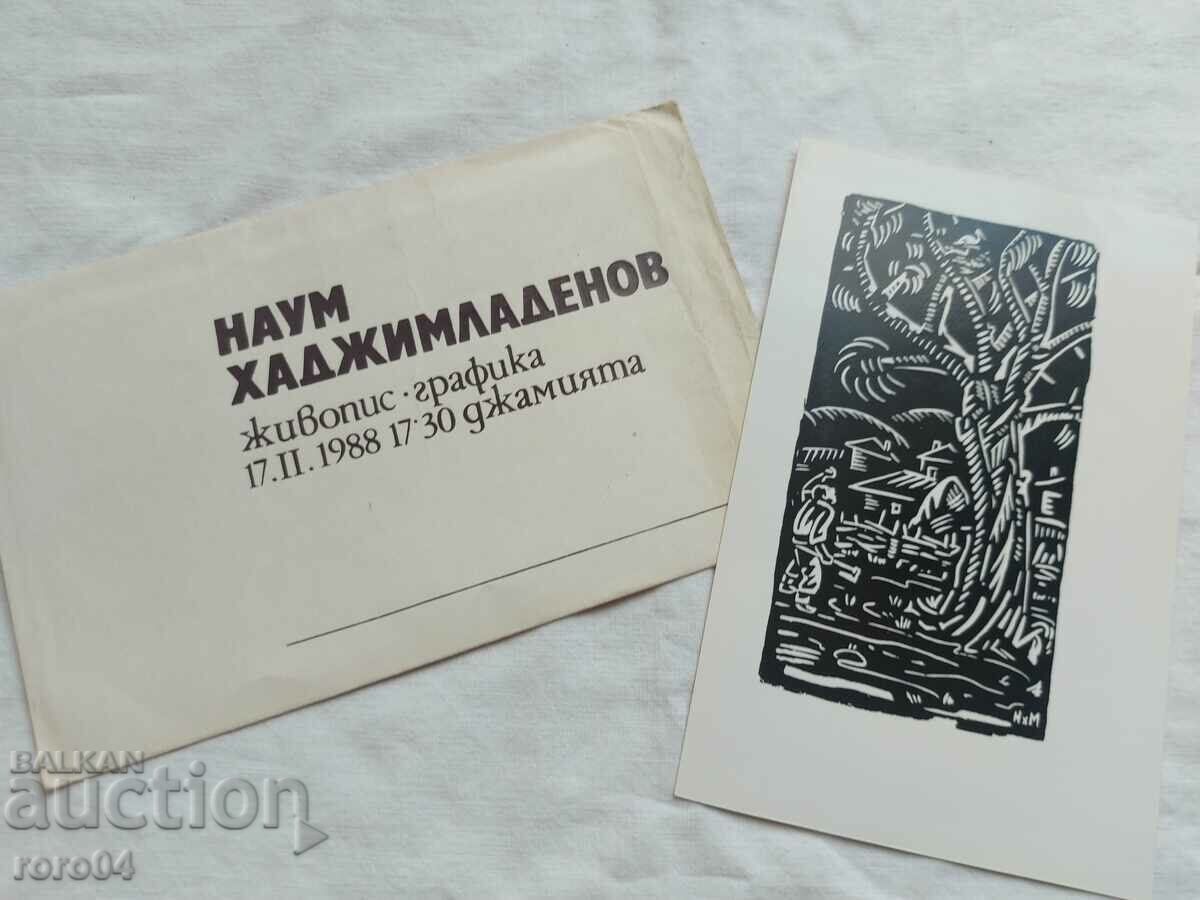 НАУМ
ХАДЖИМЛАДЕНОВ
живопис · графика
17.II.1988 17·30 джамията
НхМ
BALKAN
auction
roro04